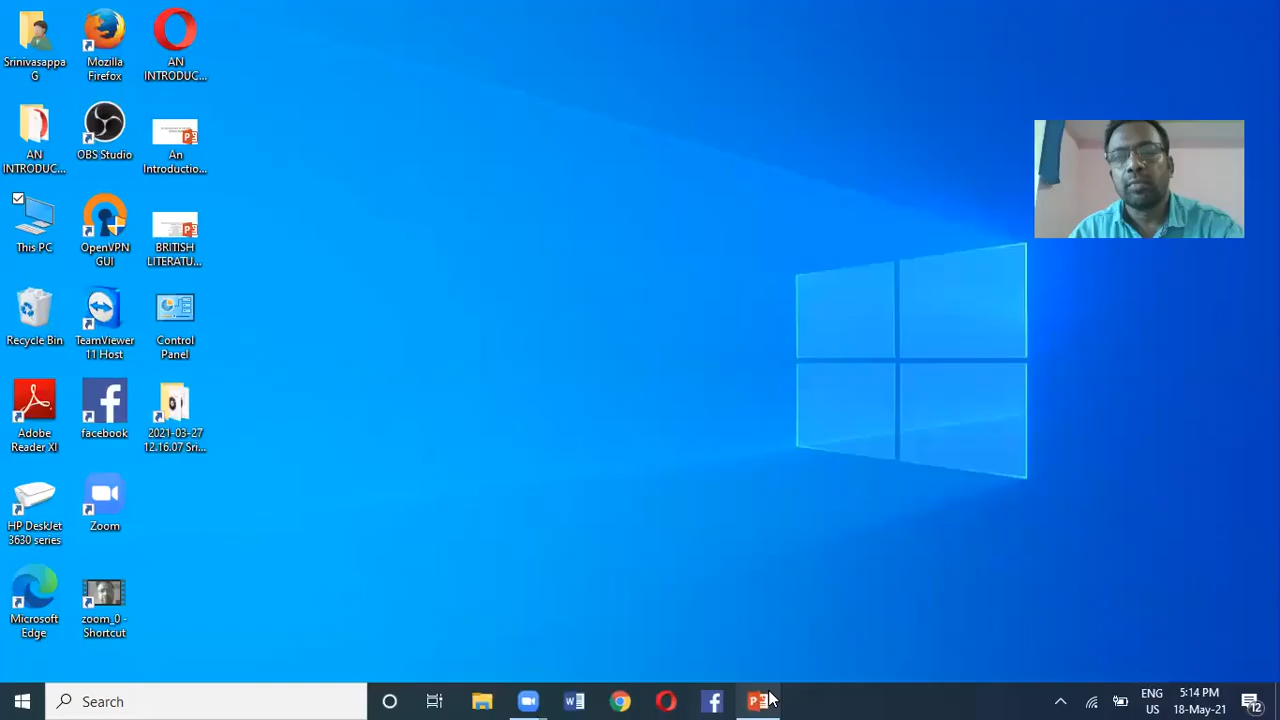 Srinivasappa
G
Mozilla
Firefox
AN
INTRODUC...
AN
INTRODUC...
OBS Studio
An
Introductio...
This PC
OpenVPN
GUI
BRITISH
LITERATU...
Recycle Bin
TeamViewer
11 Host
Control
Panel
Adobe
Reader XI
facebook
2021-03-27
12.16.07 Sri...
HP DeskJet
3630 series
Zoom
Microsoft
Edge
zoom_0 -
Shortcut
Search
ENG
US
5:14 PM
18-May-21
12